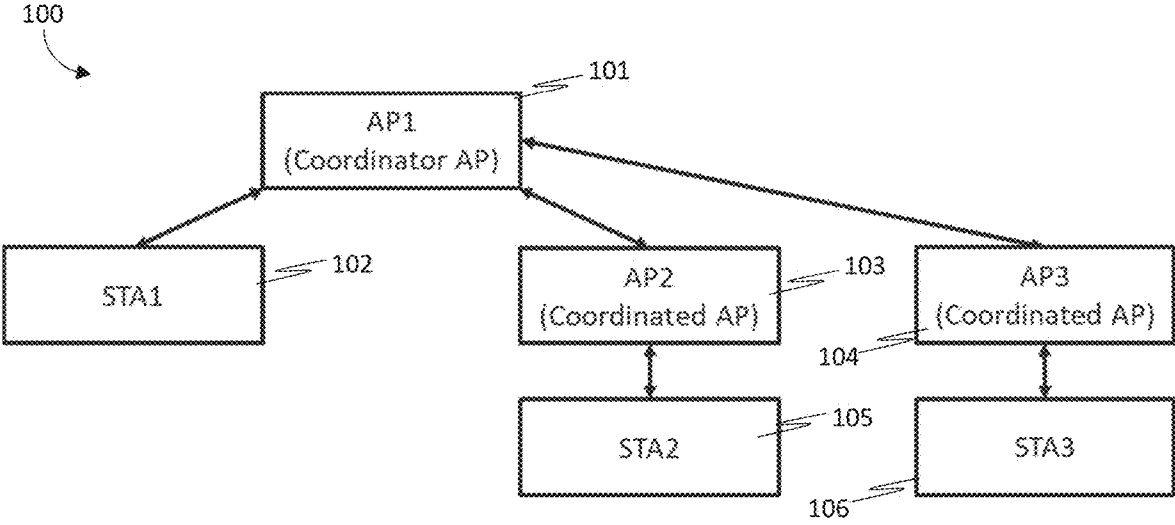 100
101
AP1
(Coordinator AP)
102
STA1
AP2
(Coordinated AP)
103
AP3
(Coordinated AP)
104
STA2
105
STA3
106